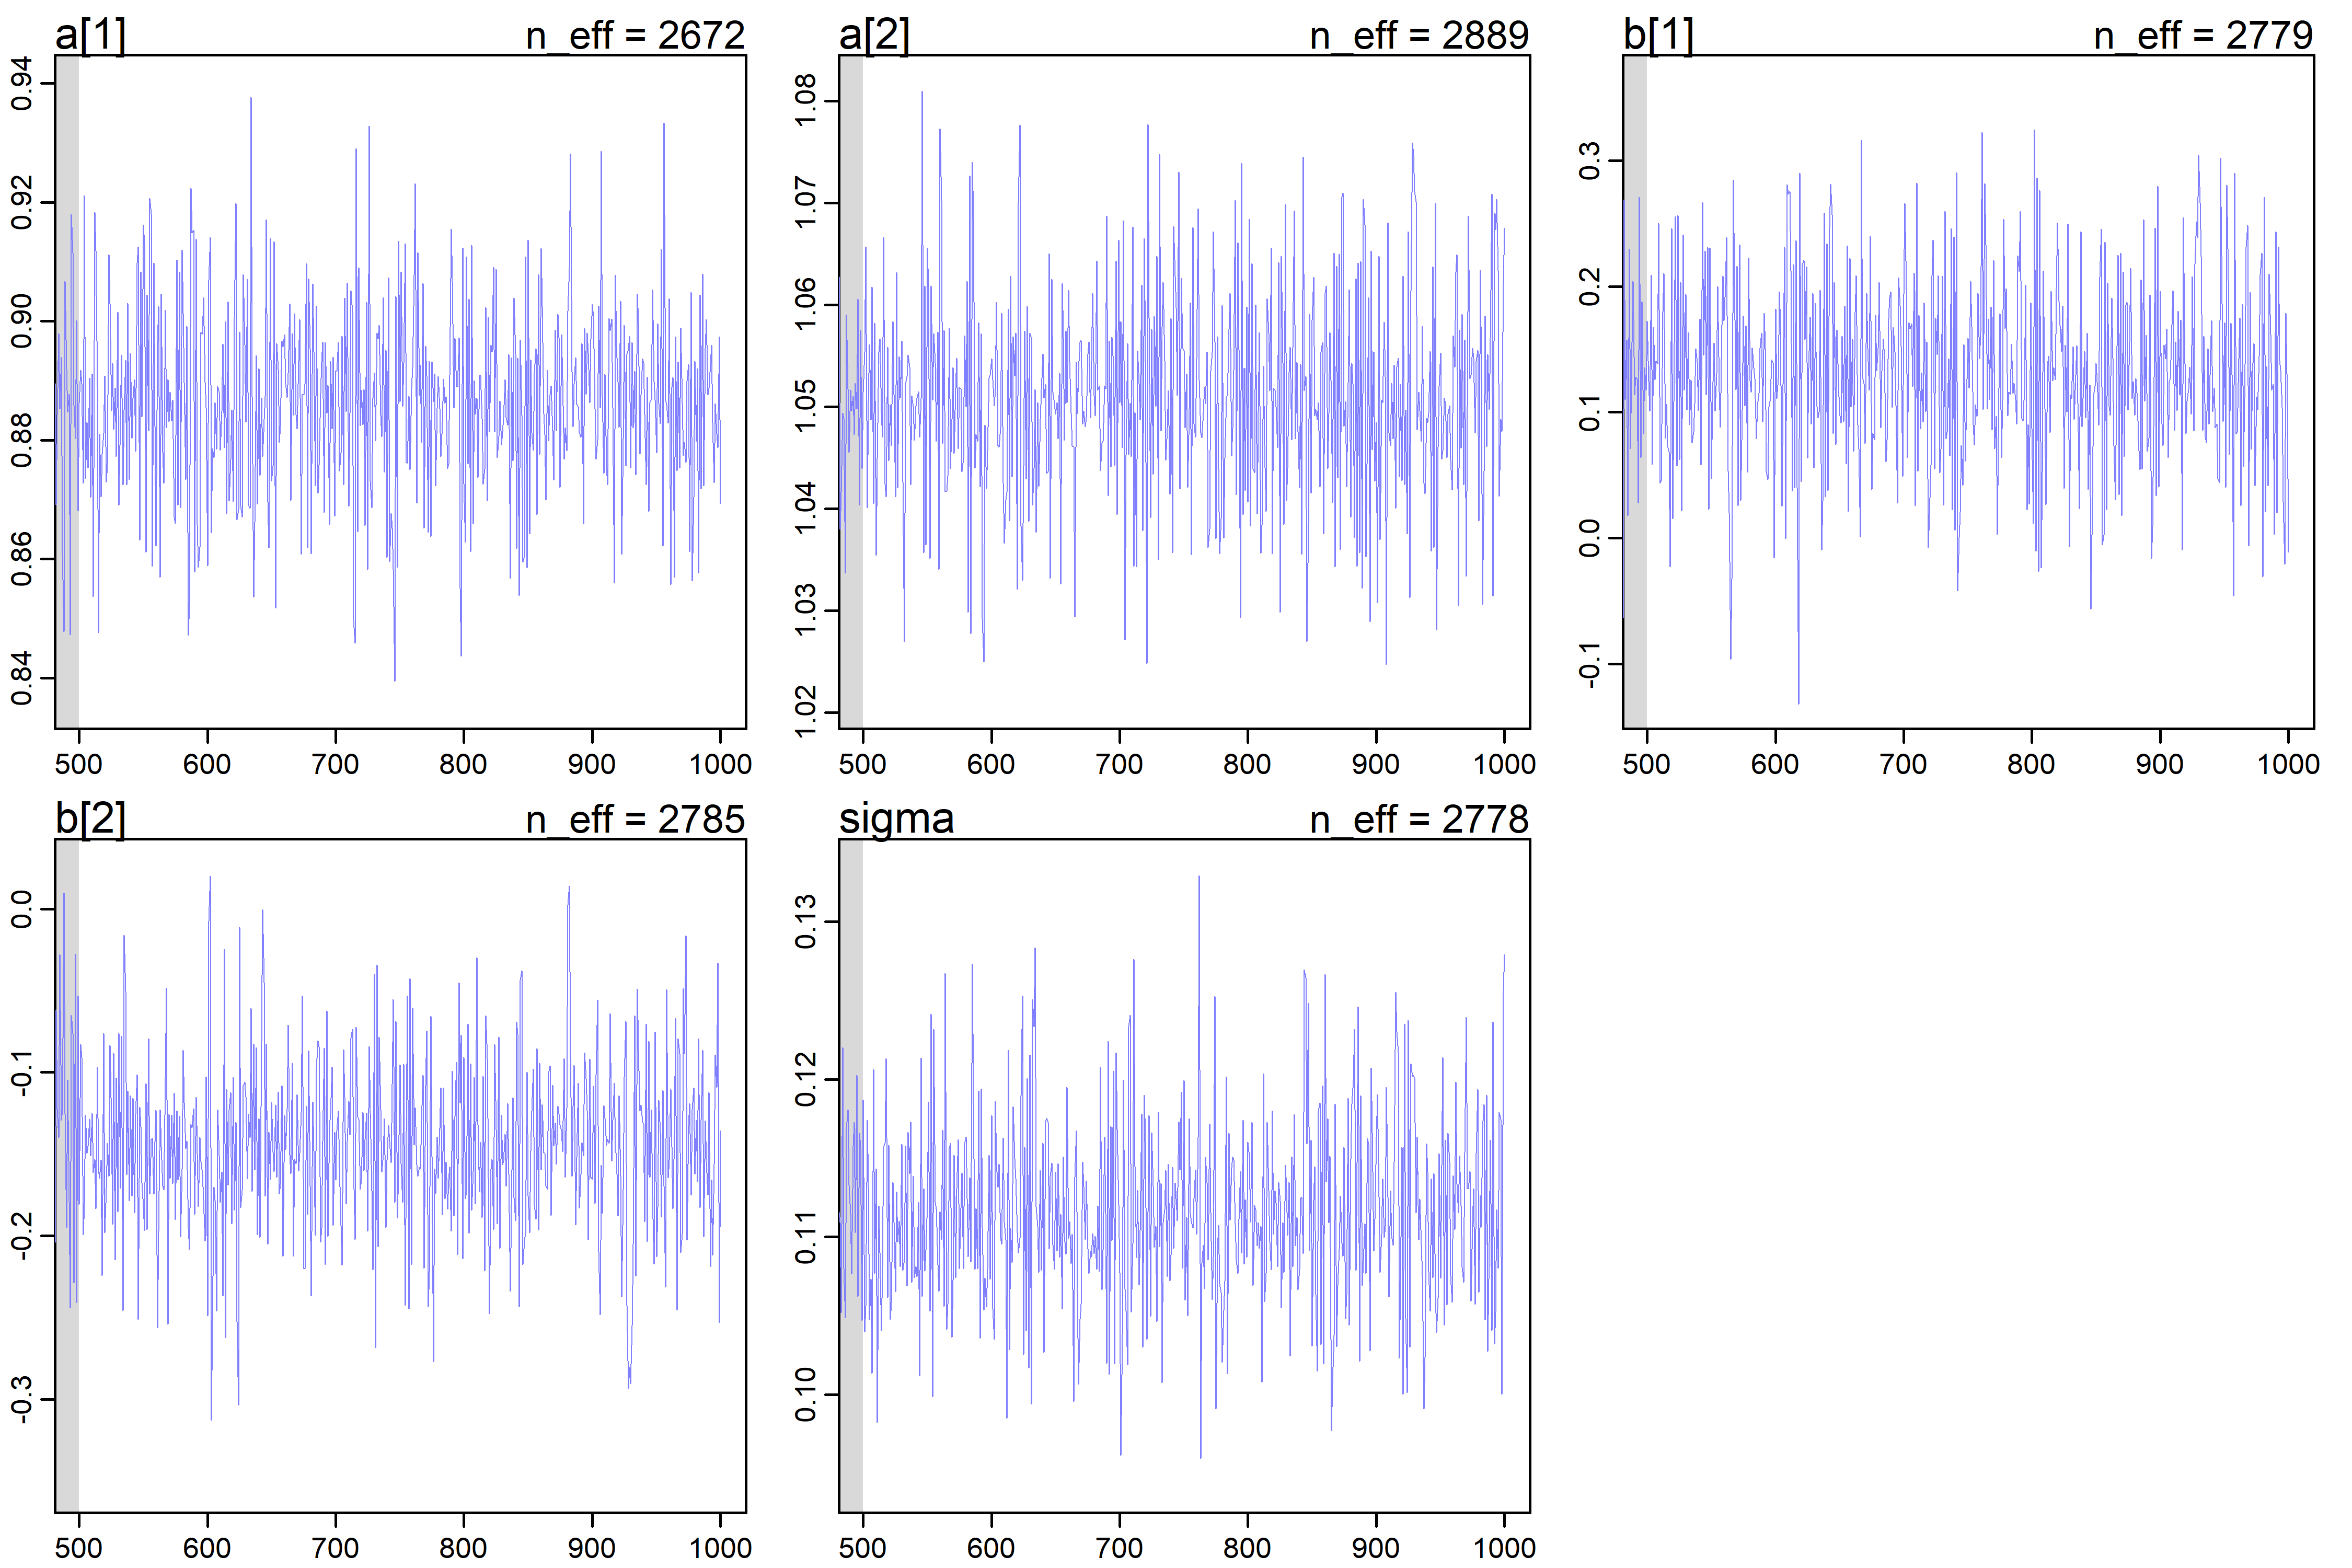 a[1] n_eff = 2672
0.84 0.86 0.88 0.90 0.92 0.94
500 600 700 800 900 1000
a[2] n_eff = 2889
1.02 1.03 1.04 1.05 1.06 1.07 1.08
500 600 700 800 900 1000
b[1] n_eff = 2779
-0.1 0.0 0.1 0.2 0.3
500 600 700 800 900 1000
b[2] n_eff = 2785
-0.3 -0.2 -0.1 0.0
500 600 700 800 900 1000
sigma n_eff = 2778
0.10 0.11 0.12 0.13
500 600 700 800 900 1000